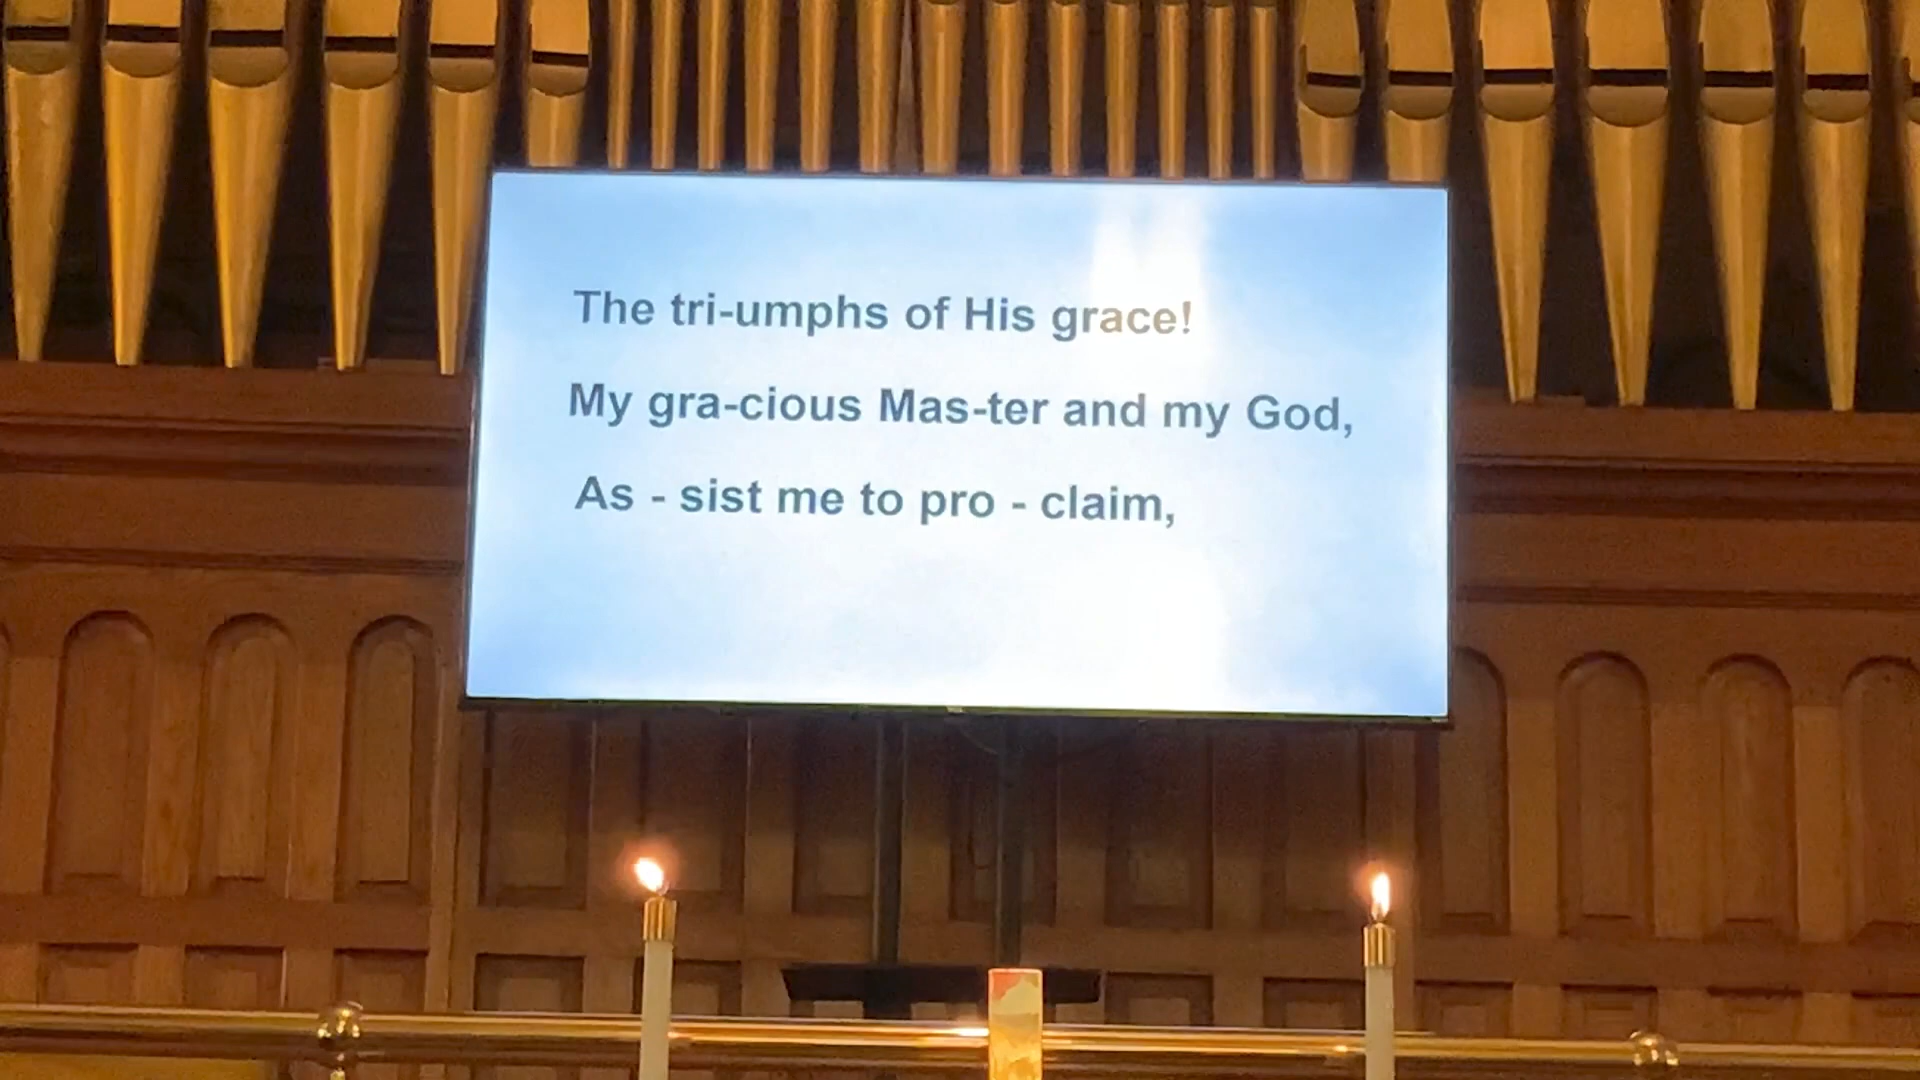 The tri-umphs of His grace!
My gra-cious Mas-ter and my God,
As - sist me to pro - claim,